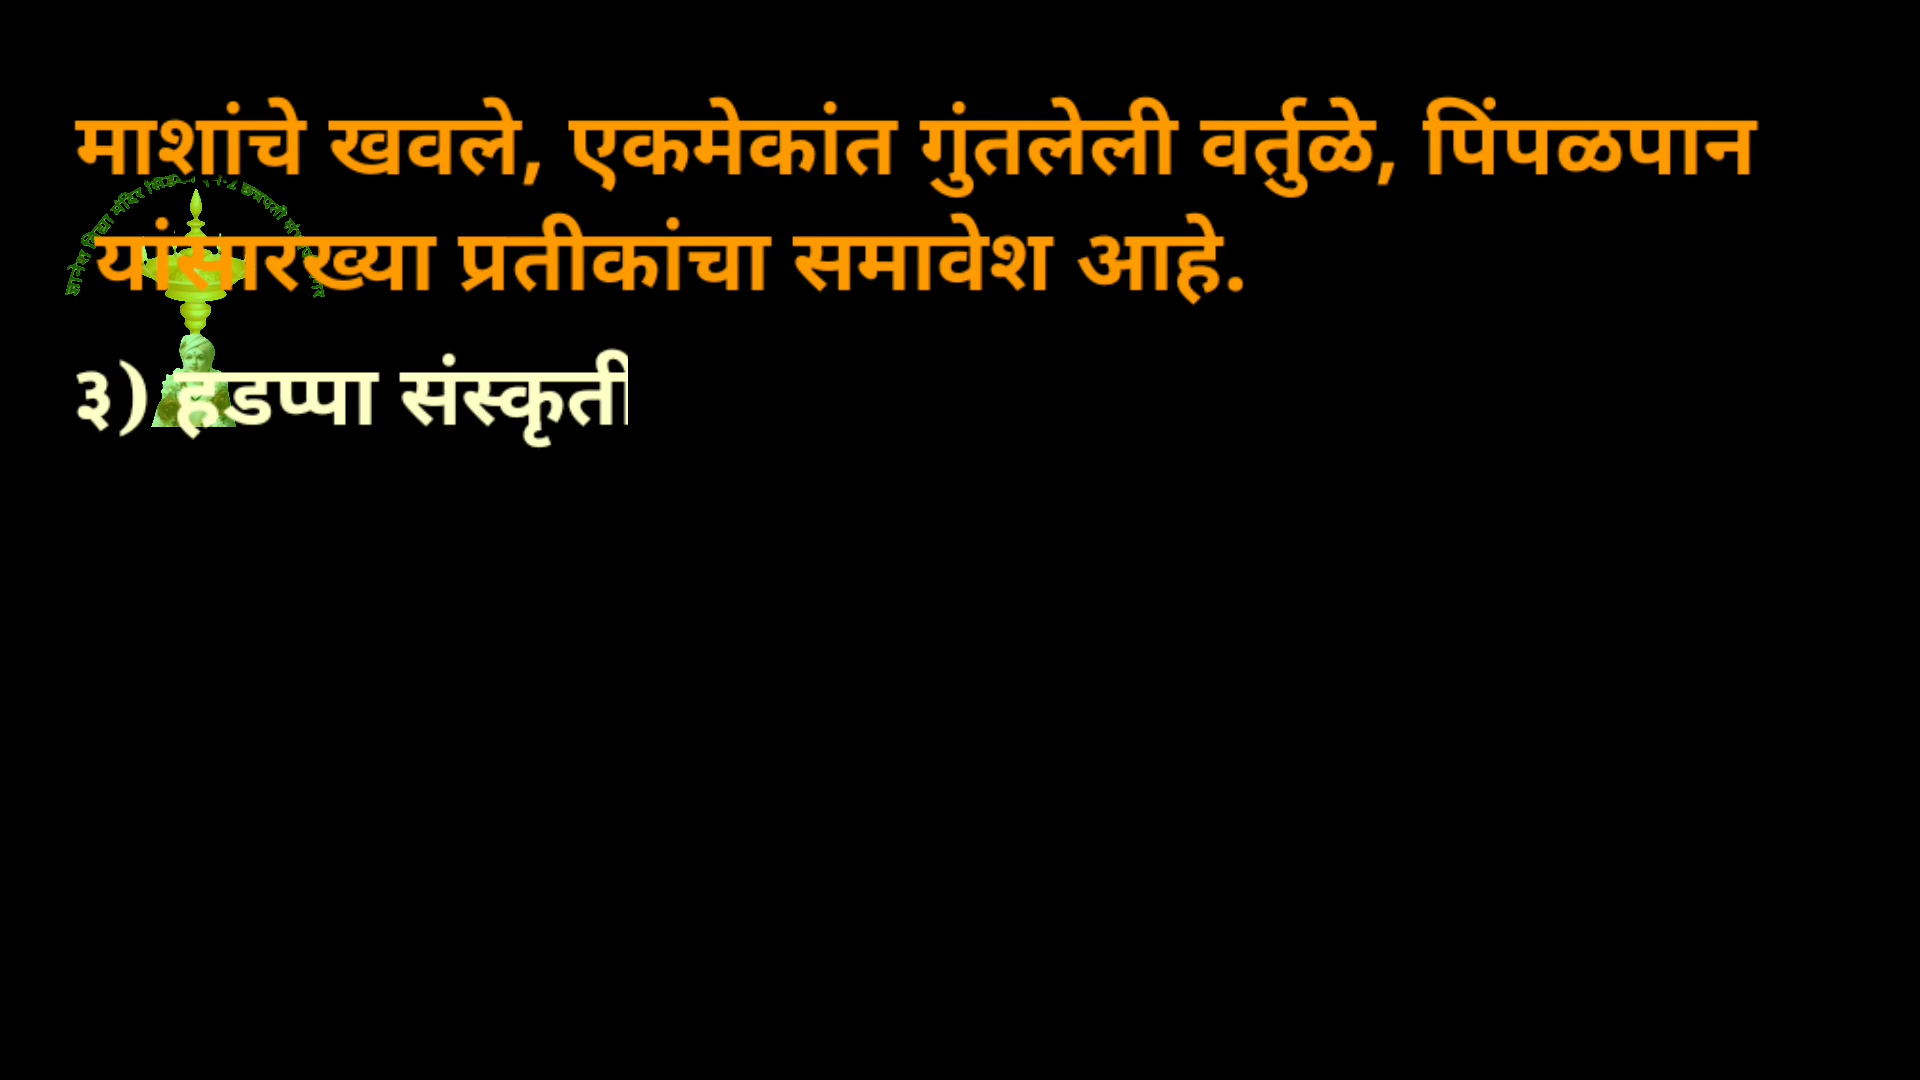 माशांचे खवले, एकमेकांत गुंतलेली वर्तुळे, पिंपळपान
यांसारख्या प्रतीकांचा समावेश आहे.
३) हडप्पा संस्कृती